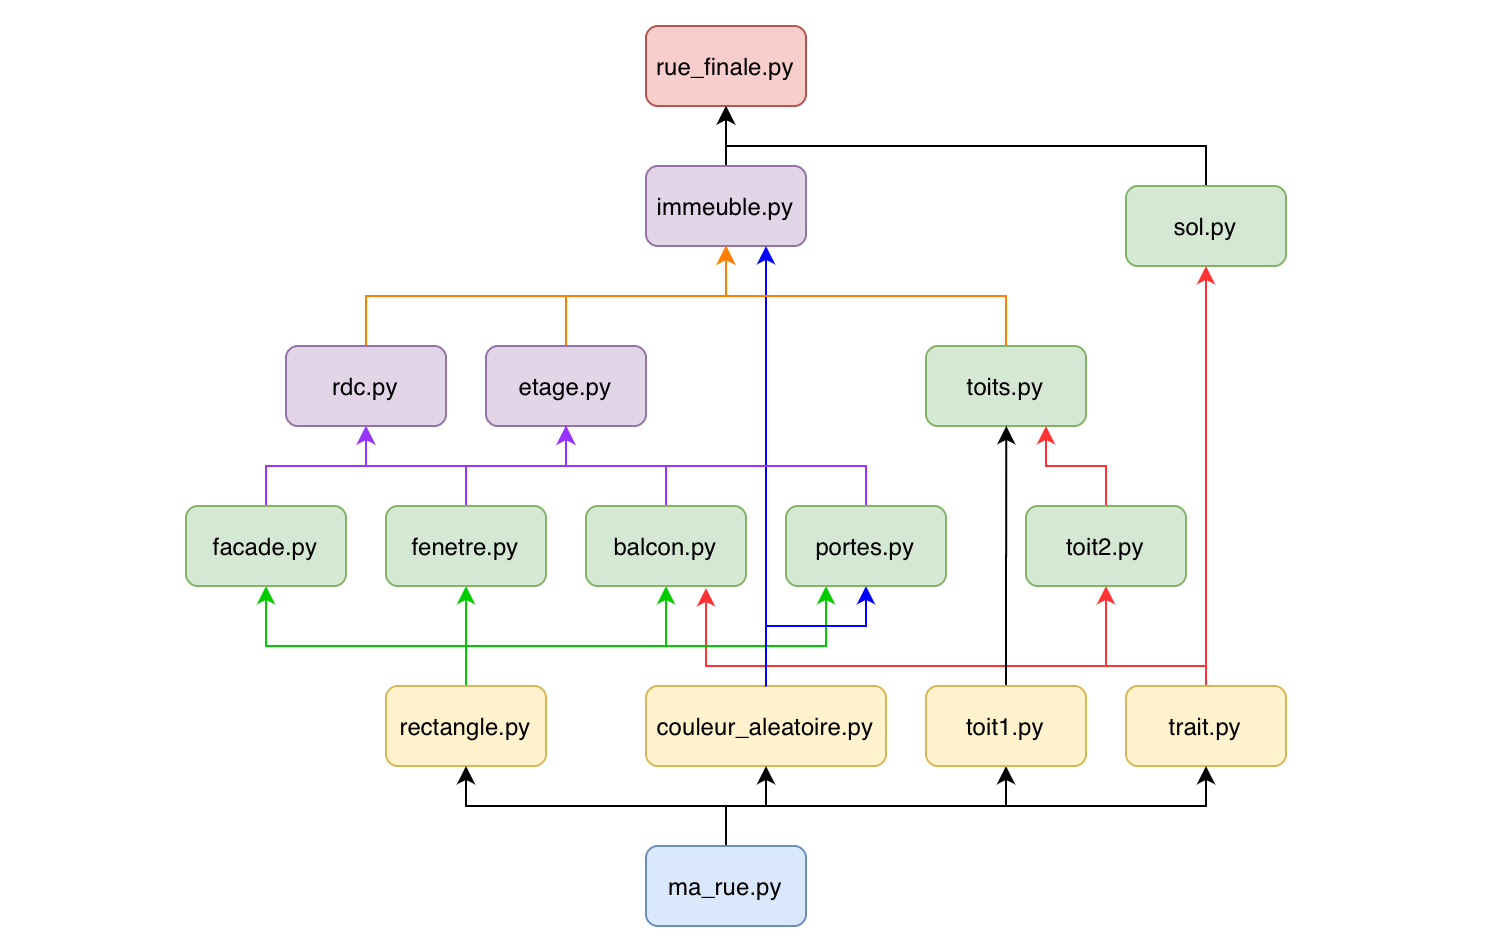 rue_finale.py
immeuble.py
sol.py
rdc.py
etage.py
toits.py
facade.py
fenetre.py
balcon.py
portes.py
toit2.py
rectangle.py
couleur_aleatoire.py
toit1.py
trait.py
ma_rue.py